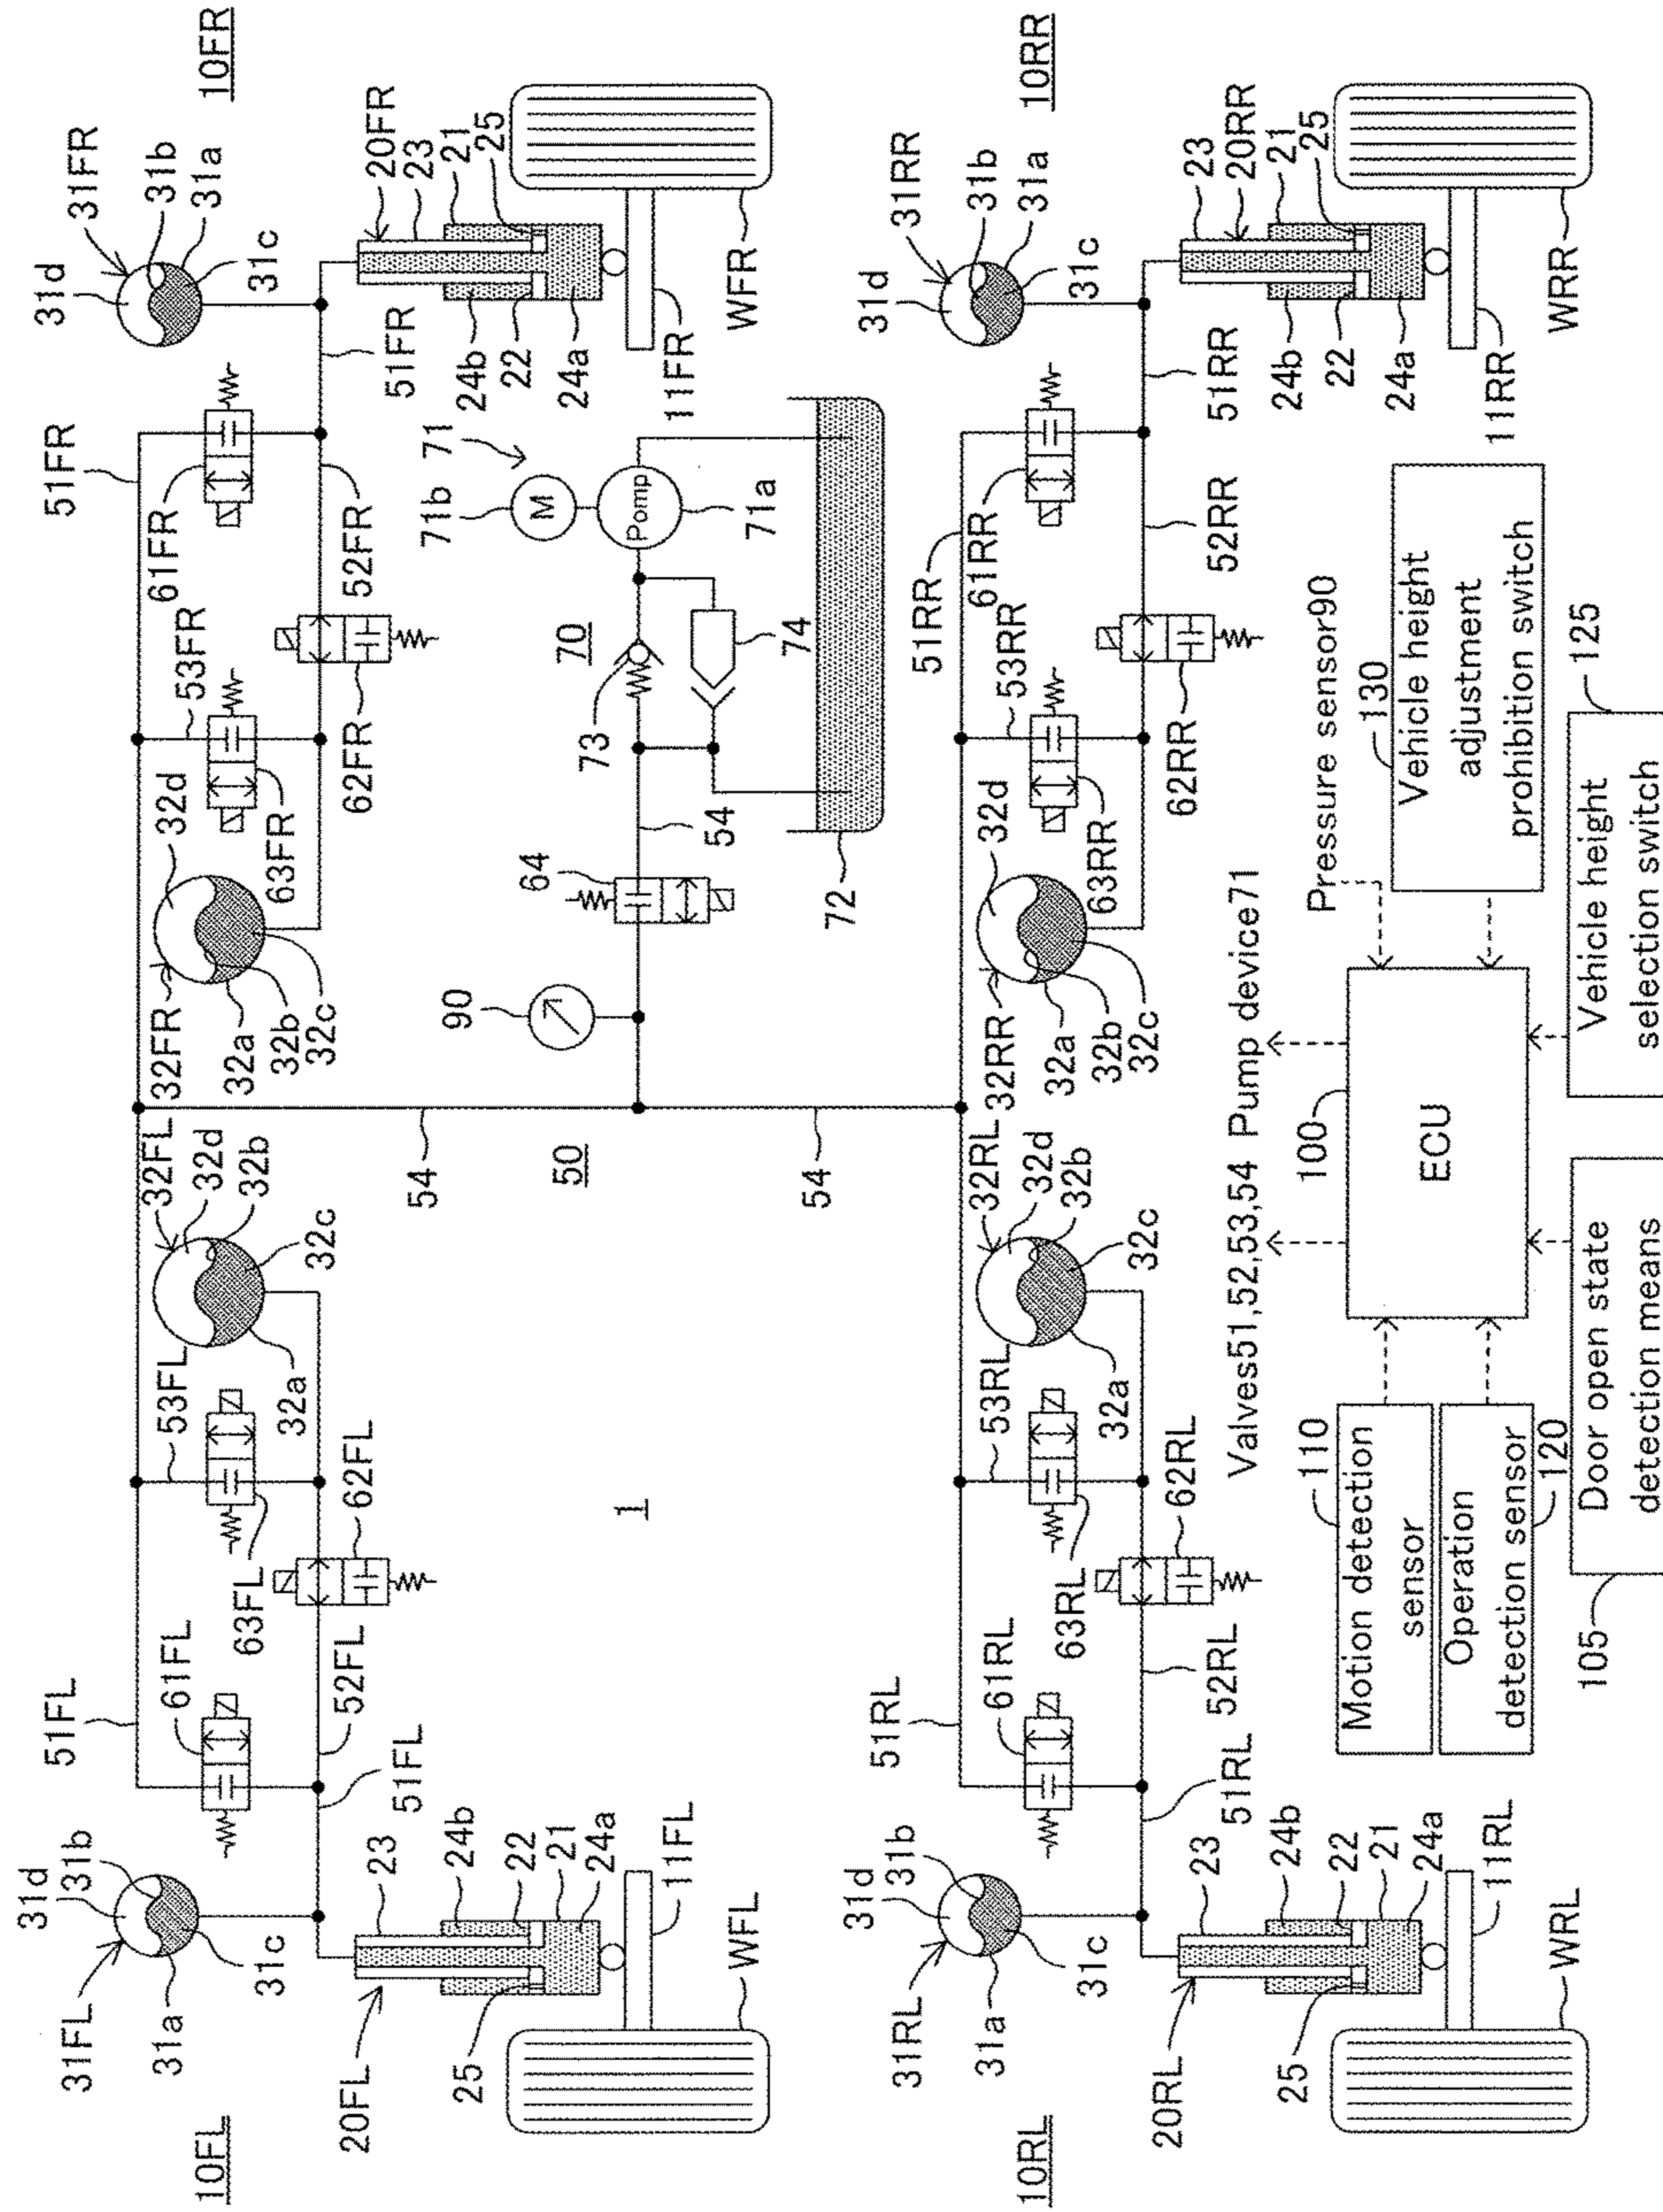 10FL
31FL
31d
31b
31a
31c
51FL
61FL
53FL
32FL
32d
32b
32c
32a
63FL
62FL
52FL
51FL
20FL
23
24b
22
21
24a
25
11FL
WFL
1
50
54
54
10FR
31FR
31d
31b
31a
31c
51FR
61FR
53FR
32FR
32d
32a
32b
32c
63FR
62FR
52FR
51FR
20FR
23
21
25
24b
22
24a
11FR
WFR
90
64
54
70
73
74
71
71b
M
Pomp
71a
72
10RL
31RL
31d
31b
31a
31c
51RL
61RL
53RL
32RL
32d
32b
32c
32a
63RL
62RL
52RL
51RL
20RL
23
24b
22
21
24a
25
11RL
WRL
10RR
31RR
31d
31b
31a
31c
51RR
61RR
53RR
32RR
32d
32a
32b
32c
63RR
62RR
52RR
51RR
20RR
23
21
25
24b
22
24a
11RR
WRR
Valves51,52,53,54
Pump device71
Pressure sensor90
100
ECU
110
Motion detection
sensor
Operation
detection sensor
120
105
Door open state
detection means
Vehicle height
selection switch
125
130
Vehicle height
adjustment
prohibition switch